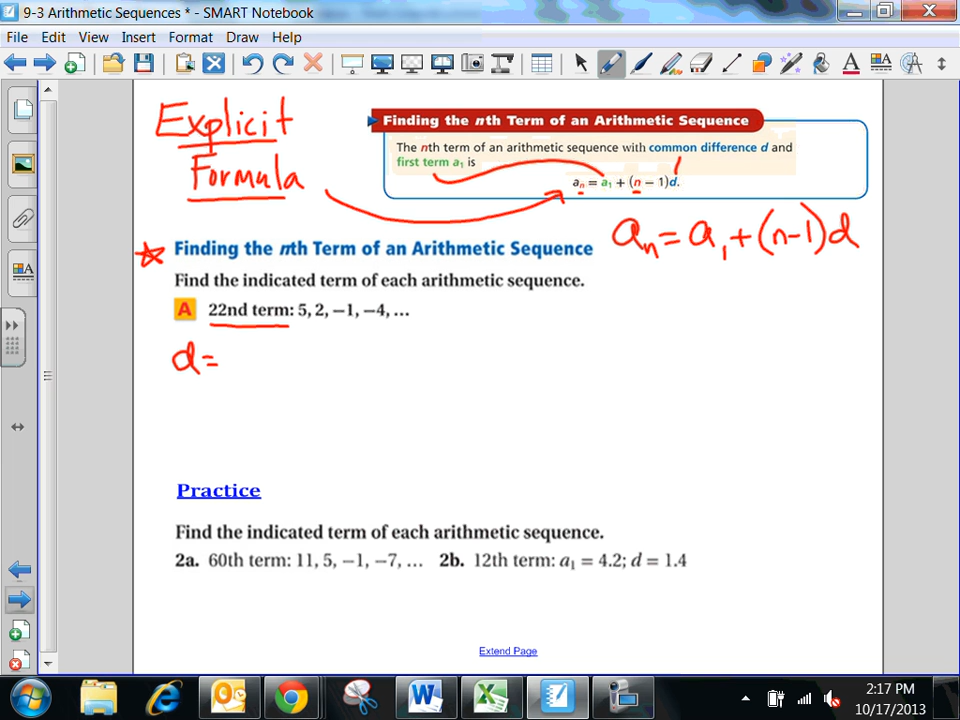 9-3 Arithmetic Sequences * - SMART Notebook
File Edit View Insert Format Draw Help
Explicit
Formula
Finding the nth Term of an Arithmetic Sequence
The nth term of an arithmetic sequence with common difference d and
first term a₁ is
aₙ = a₁ + (n − 1)d.
aₙ = a₁ + (n-1)d
Finding the nth Term of an Arithmetic Sequence
Find the indicated term of each arithmetic sequence.
A 22nd term: 5, 2, −1, −4, ...
d=
Practice
Find the indicated term of each arithmetic sequence.
2a. 60th term: 11, 5, −1, −7, ... 2b. 12th term: a₁ = 4.2; d = 1.4
Extend Page
2:17 PM
10/17/2013